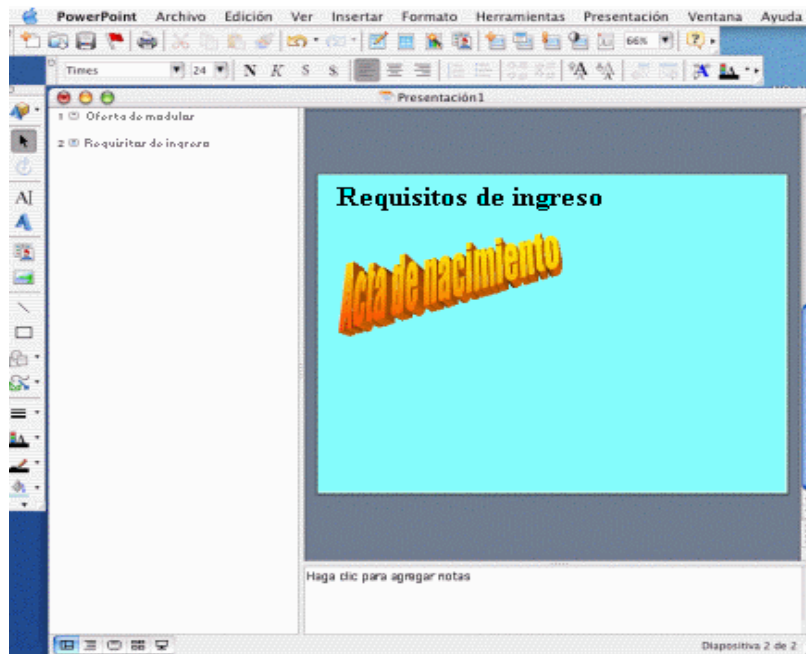 PowerPoint Archivo Edición Ver Insertar Formato Herramientas Presentación Ventana Ayuda
66%
Times 24 N K S S
Presentación1
1 Oferta de modular
2 Requisitos de ingreso
AI
A
Requisitos de ingreso
Acta de nacimiento
Haga clic para agregar notas
Diapositiva 2 de 2